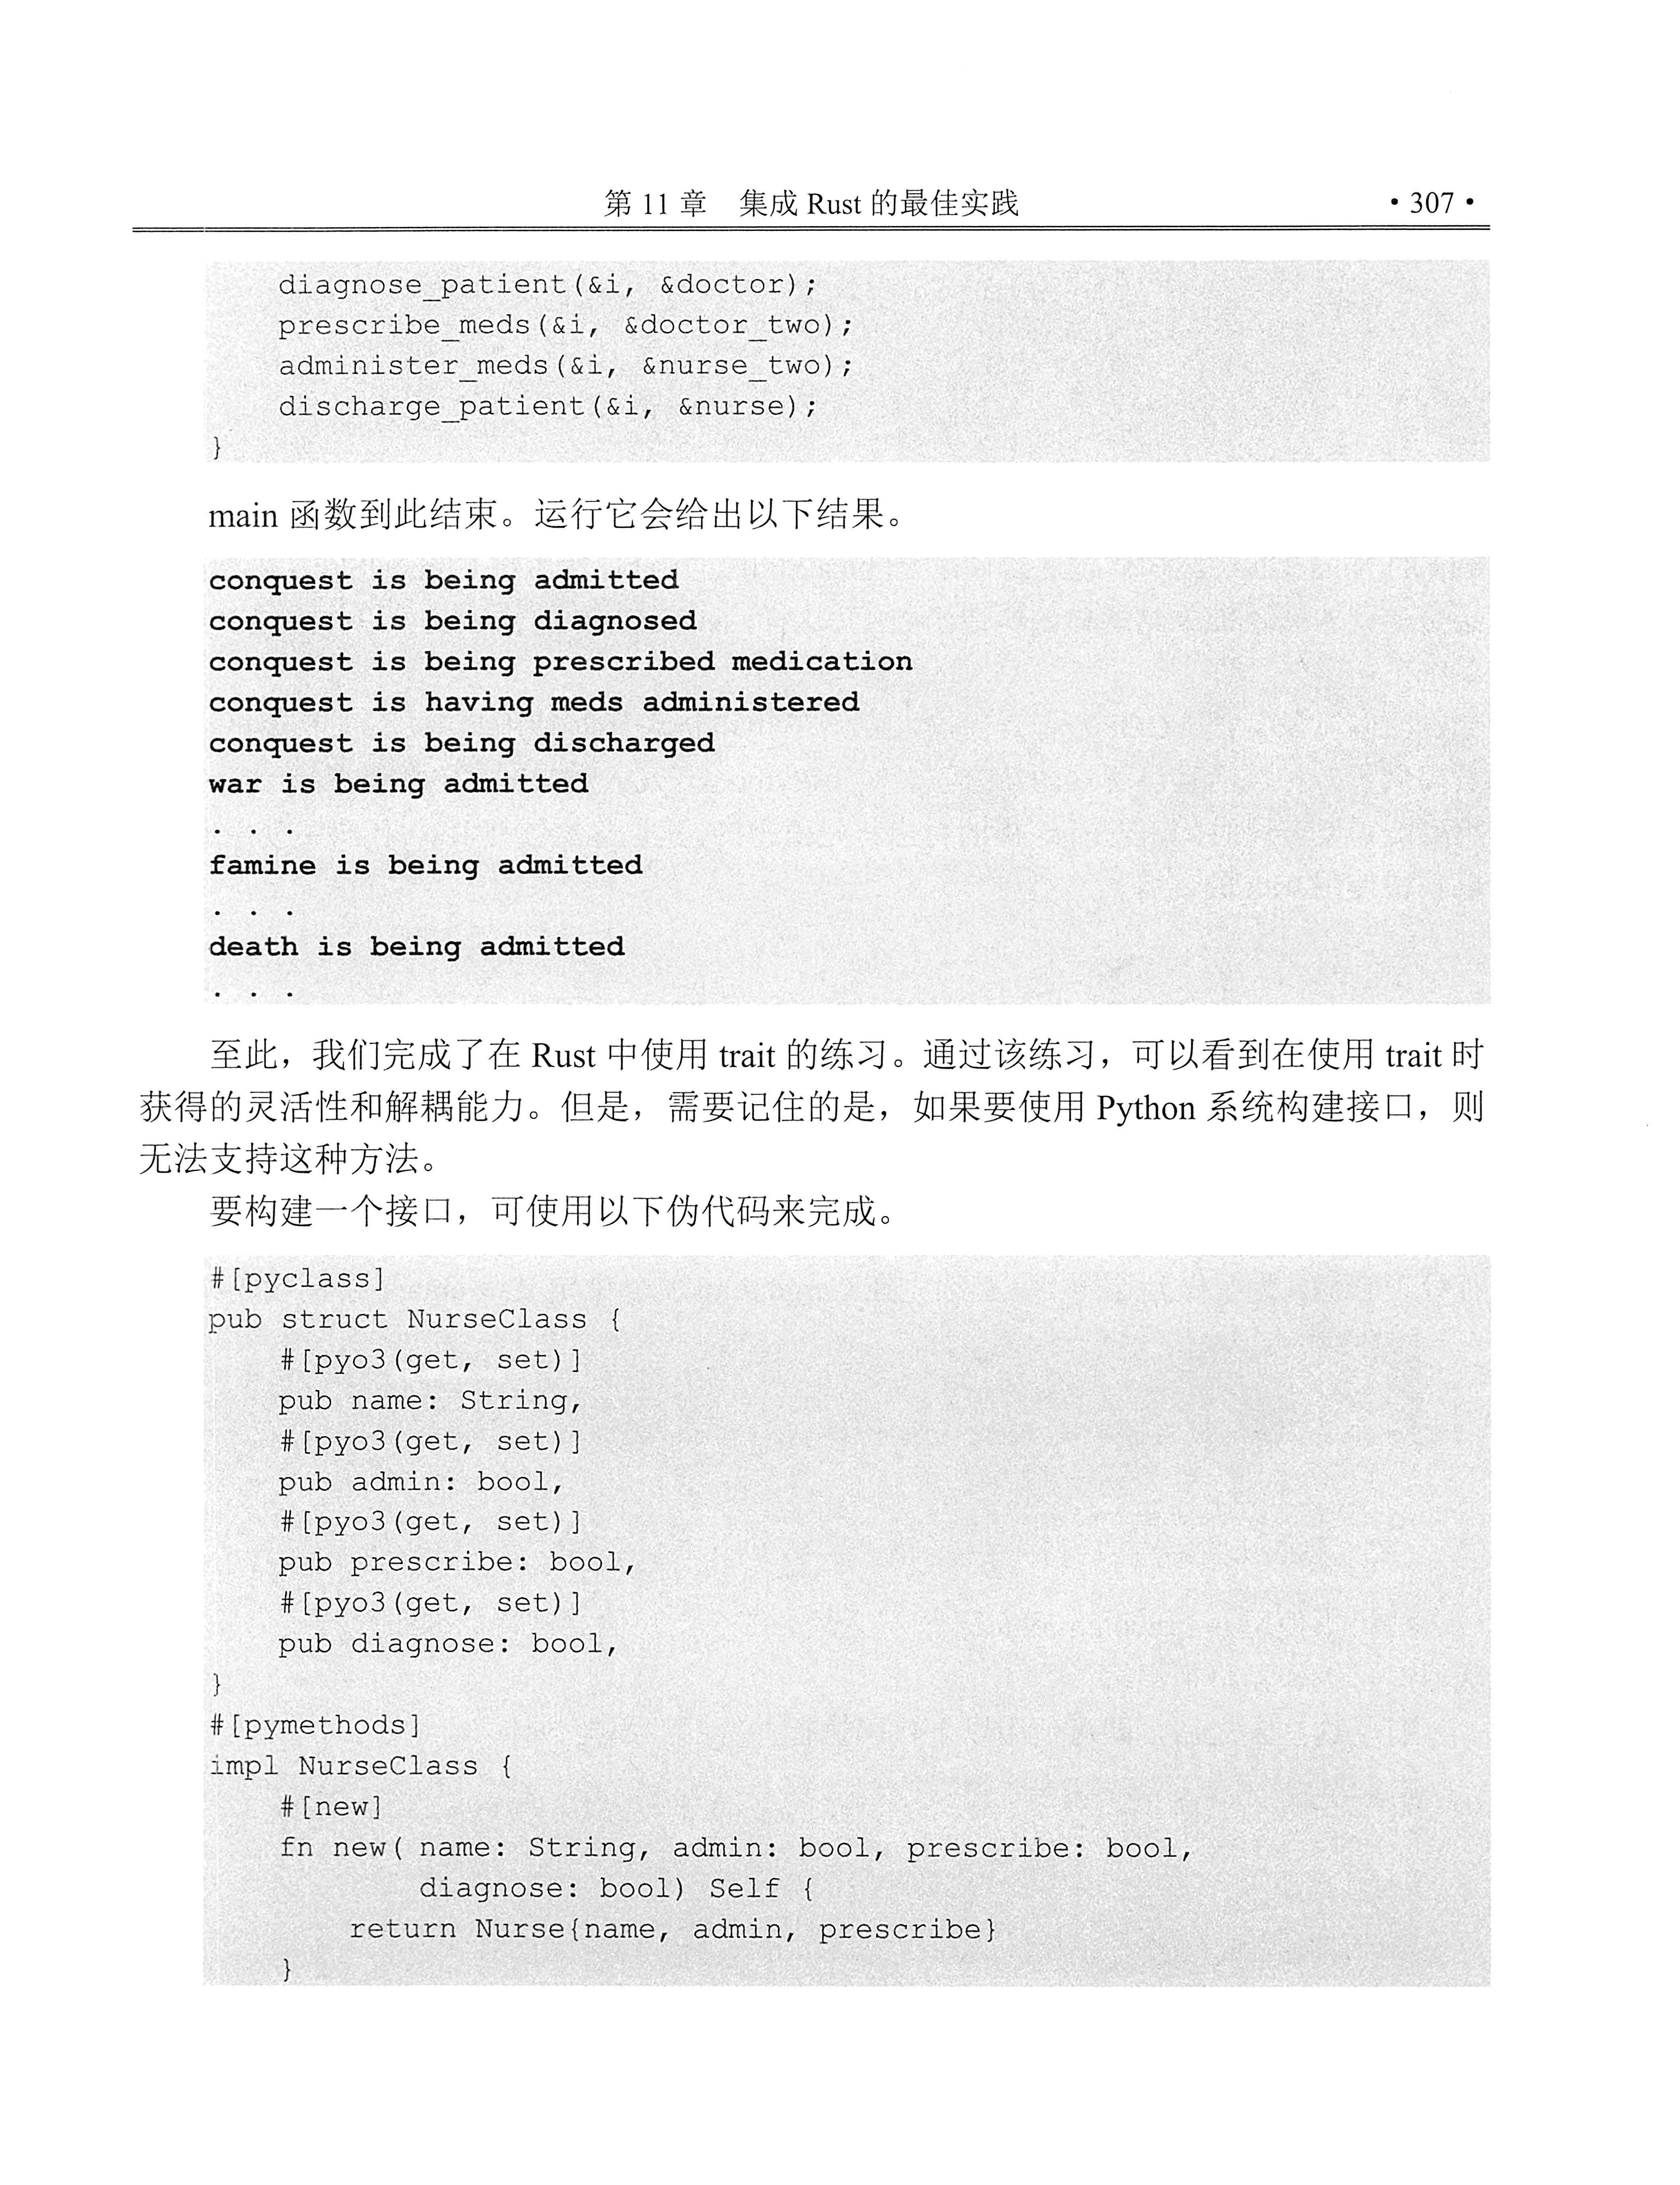 第 11 章　集成 Rust 的最佳实践　• 307 •
    diagnose_patient(&i, &doctor);
    prescribe_meds(&i, &doctor_two);
    administer_meds(&i, &nurse_two);
    discharge_patient(&i, &nurse);
}
main 函数到此结束。运行它会给出以下结果。
conquest is being admitted
conquest is being diagnosed
conquest is being prescribed medication
conquest is having meds administered
conquest is being discharged
war is being admitted
. . .
famine is being admitted
. . .
death is being admitted
. . .
至此，我们完成了在 Rust 中使用 trait 的练习。通过该练习，可以看到在使用 trait 时
获得的灵活性和解耦能力。但是，需要记住的是，如果要使用 Python 系统构建接口，则
无法支持这种方法。
要构建一个接口，可使用以下伪代码来完成。
#[pyclass]
pub struct NurseClass {
    #[pyo3(get, set)]
    pub name: String,
    #[pyo3(get, set)]
    pub admin: bool,
    #[pyo3(get, set)]
    pub prescribe: bool,
    #[pyo3(get, set)]
    pub diagnose: bool,
}
#[pymethods]
impl NurseClass {
    #[new]
    fn new( name: String, admin: bool, prescribe: bool,
            diagnose: bool) Self {
        return Nurse{name, admin, prescribe}
    }